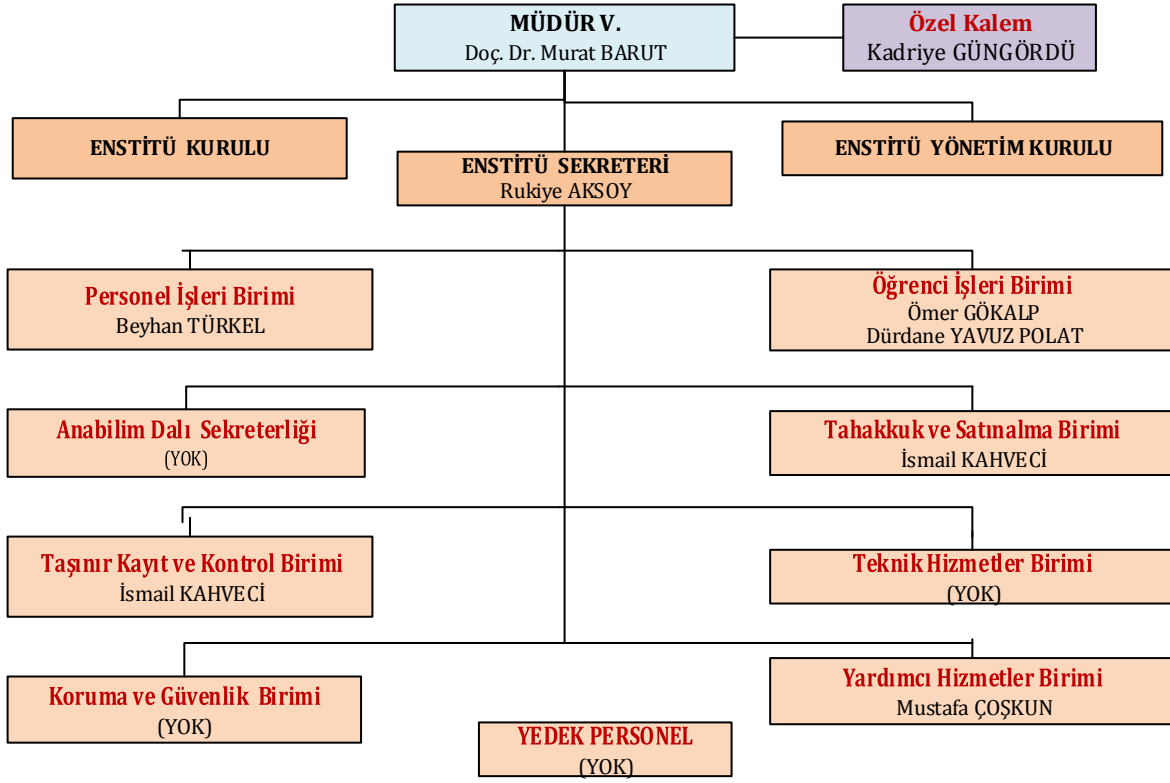 MÜDÜR V.
Doç. Dr. Murat BARUT
Özel Kalem
Kadriye GÜNGÖRDÜ
ENSTİTÜ KURULU
ENSTİTÜ SEKRETERİ
Rukiye AKSOY
ENSTİTÜ YÖNETİM KURULU
Personel İşleri Birimi
Beyhan TÜRKEL
Öğrenci İşleri Birimi
Ömer GÖKALP
Dürdane YAVUZ POLAT
Anabilim Dalı Sekreterliği
(YOK)
Tahakkuk ve Satınalma Birimi
İsmail KAHVECİ
Taşınır Kayıt ve Kontrol Birimi
İsmail KAHVECİ
Teknik Hizmetler Birimi
(YOK)
Koruma ve Güvenlik Birimi
(YOK)
Yardımcı Hizmetler Birimi
Mustafa ÇOŞKUN
YEDEK PERSONEL
(YOK)